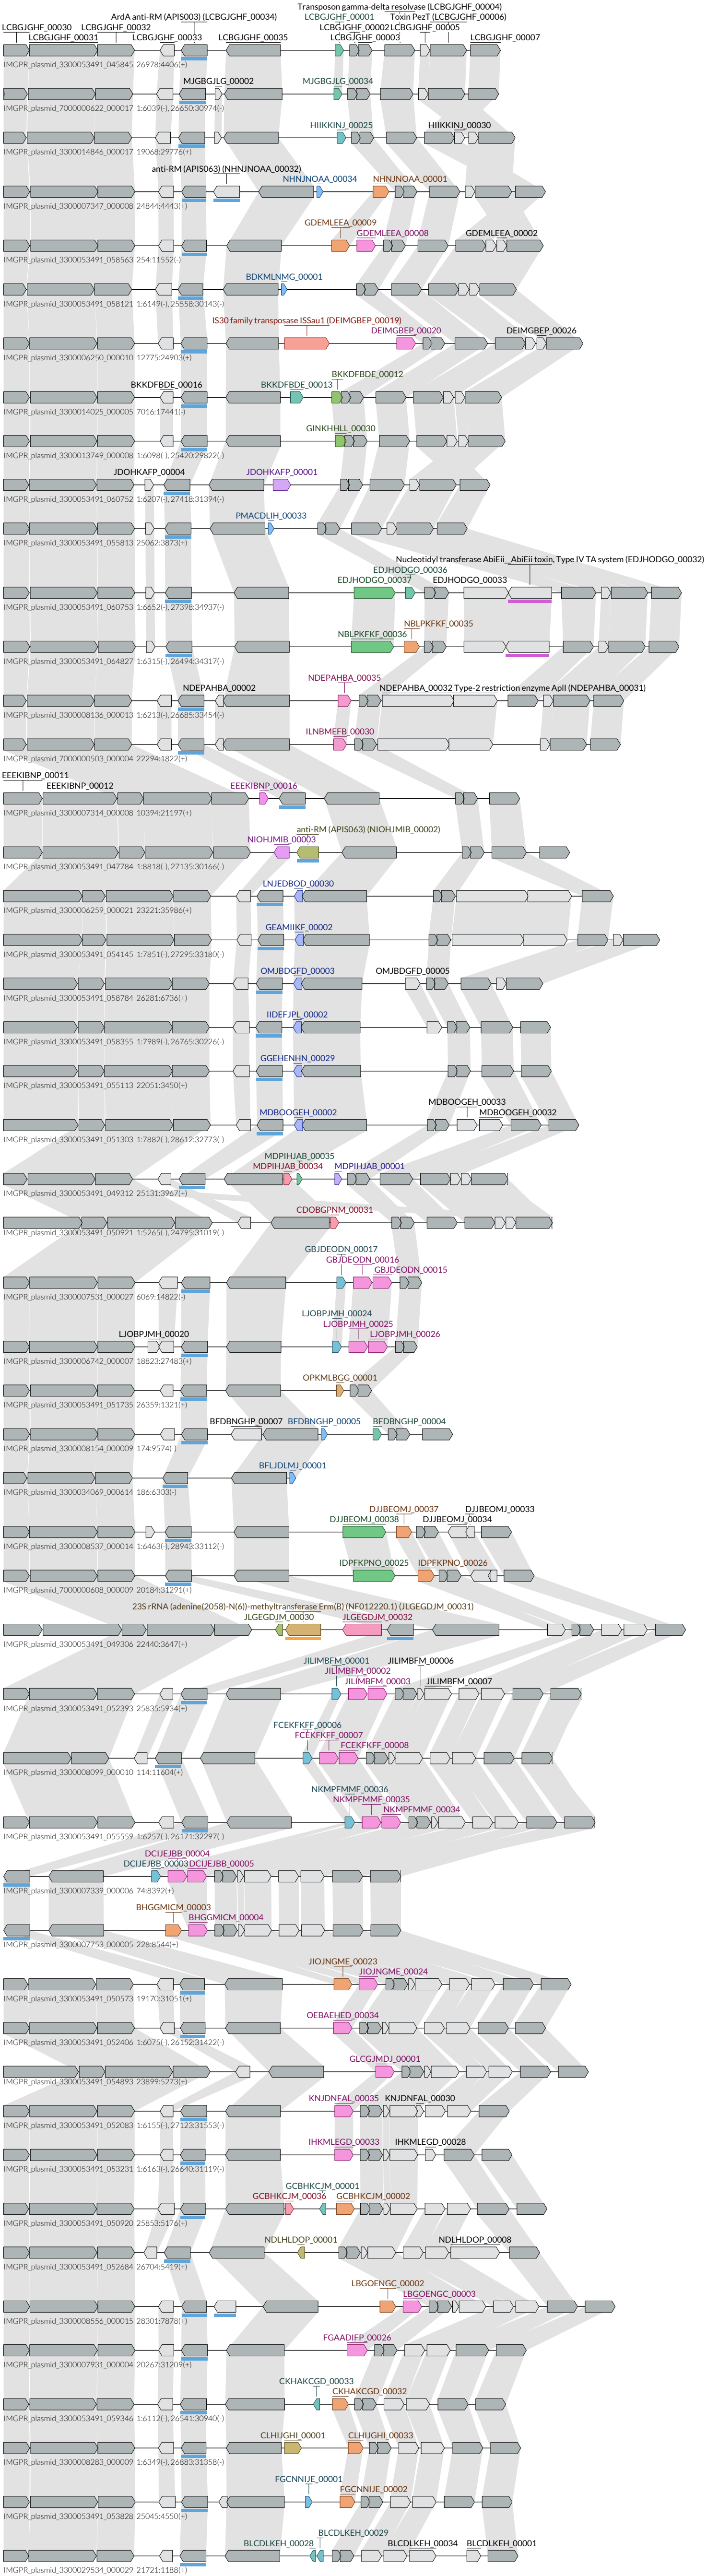 Transposon gamma-delta resolvase (LCBGJGHF_00004)
ArdA anti-RM (APIS003) (LCBGJGHF_00034) LCBGJGHF_00001 Toxin PezT (LCBGJGHF_00006)
LCBGJGHF_00030 LCBGJGHF_00032 LCBGJGHF_00002 LCBGJGHF_00005
LCBGJGHF_00031 LCBGJGHF_00033 LCBGJGHF_00035 LCBGJGHF_00003 LCBGJGHF_00007
IMGPR_plasmid_3300053491_045845 26978:4406(+)
MJGBGJLG_00002 MJGBGJLG_00034
IMGPR_plasmid_7000000622_000017 1:6039(-), 26650:30974(-)
HIIKKINJ_00025 HIIKKINJ_00030
IMGPR_plasmid_3300014846_000017 19068:29776(+)
anti-RM (APIS063) (NHNJNOAA_00032)
NHNJNOAA_00034 NHNJNOAA_00001
IMGPR_plasmid_3300007347_000008 24844:4443(+)
GDEMLEEA_00009
GDEMLEEA_00008 GDEMLEEA_00002
IMGPR_plasmid_3300053491_058563 254:11552(-)
BDKMLNMG_00001
IMGPR_plasmid_3300053491_058121 1:6149(-), 25558:30143(-)
IS30 family transposase ISSau1 (DEIMGBEP_00019)
DEIMGBEP_00020 DEIMGBEP_00026
IMGPR_plasmid_3300006250_000010 12775:24903(+)
BKKDFBDE_00012
BKKDFBDE_00016 BKKDFBDE_00013
IMGPR_plasmid_3300014025_000005 7016:17441(-)
GINKHHLL_00030
IMGPR_plasmid_3300013749_000008 1:6098(-), 25420:29822(-)
JDOHKAFP_00004 JDOHKAFP_00001
IMGPR_plasmid_3300053491_060752 1:6207(-), 27418:31394(-)
PMACDLIH_00033
IMGPR_plasmid_3300053491_055813 25062:3873(+)
Nucleotidyl transferase AbiEii_AbiEii toxin, Type IV TA system (EDJHODGO_00032)
EDJHODGO_00036
EDJHODGO_00037 EDJHODGO_00033
IMGPR_plasmid_3300053491_060753 1:6652(-), 27398:34937(-)
NBLPKFKF_00035
NBLPKFKF_00036
IMGPR_plasmid_3300053491_064827 1:6315(-), 26494:34317(-)
NDEPAHBA_00035
NDEPAHBA_00002 NDEPAHBA_00032 Type-2 restriction enzyme AplI (NDEPAHBA_00031)
IMGPR_plasmid_3300008136_000013 1:6213(-), 26685:33454(-)
ILNBMEFB_00030
IMGPR_plasmid_7000000503_000004 22294:1822(+)
EEEKIBNP_00011
EEEKIBNP_00012 EEEKIBNP_00016
IMGPR_plasmid_3300007314_000008 10394:21197(+)
anti-RM (APIS063) (NIOHJMIB_00002)
NIOHJMIB_00003
IMGPR_plasmid_3300053491_047784 1:8818(-), 27135:30166(-)
LNJEDBOD_00030
IMGPR_plasmid_3300006259_000021 23221:35986(+)
GEAMIIKF_00002
IMGPR_plasmid_3300053491_054145 1:7851(-), 27295:33180(-)
OMJBDGFD_00003 OMJBDGFD_00005
IMGPR_plasmid_3300053491_058784 26281:6736(+)
IIDEFJPL_00002
IMGPR_plasmid_3300053491_058355 1:7989(-), 26765:30226(-)
GGEHENHN_00029
IMGPR_plasmid_3300053491_055113 22051:3450(+)
MDBOOGEH_00033
MDBOOGEH_00002 MDBOOGEH_00032
IMGPR_plasmid_3300053491_051303 1:7882(-), 28612:32773(-)
MDPIHJAB_00035
MDPIHJAB_00034 MDPIHJAB_00001
IMGPR_plasmid_3300053491_049312 25131:3967(+)
CDOBGPNM_00031
IMGPR_plasmid_3300053491_050921 1:5265(-), 24795:31019(-)
GBJDEODN_00017
GBJDEODN_00016
GBJDEODN_00015
IMGPR_plasmid_3300007531_000027 6069:14822(-)
LJOBPJMH_00024
LJOBPJMH_00025
LJOBPJMH_00020 LJOBPJMH_00026
IMGPR_plasmid_3300006742_000007 18823:27483(+)
OPKMLBGG_00001
IMGPR_plasmid_3300053491_051735 26359:1321(+)
BFDBNGHP_00007 BFDBNGHP_00005 BFDBNGHP_00004
IMGPR_plasmid_3300008154_000009 174:9574(-)
BFLJDLMJ_00001
IMGPR_plasmid_3300034069_000614 186:6303(-)
DJJBEOMJ_00037 DJJBEOMJ_00033
DJJBEOMJ_00038 DJJBEOMJ_00034
IMGPR_plasmid_3300008537_000014 1:6463(-), 28943:33112(-)
IDPFKPNO_00025 IDPFKPNO_00026
IMGPR_plasmid_7000000608_000009 20184:31291(+)
23S rRNA (adenine(2058)-N(6))-methyltransferase Erm(B) (NF012220.1) (JLGEGDJM_00031)
JLGEGDJM_00030 JLGEGDJM_00032
IMGPR_plasmid_3300053491_049306 22440:3647(+)
JILIMBFM_00001 JILIMBFM_00006
JILIMBFM_00002
JILIMBFM_00003 JILIMBFM_00007
IMGPR_plasmid_3300053491_052393 25835:5934(+)
FCEKFKFF_00006
FCEKFKFF_00007
FCEKFKFF_00008
IMGPR_plasmid_3300008099_000010 114:11604(+)
NKMPFMMF_00036
NKMPFMMF_00035
NKMPFMMF_00034
IMGPR_plasmid_3300053491_055559 1:6257(-), 26171:32297(-)
DCIJEJBB_00004
DCIJEJBB_00003 DCIJEJBB_00005
IMGPR_plasmid_3300007339_000006 74:8392(+)
BHGGMICM_00003
BHGGMICM_00004
IMGPR_plasmid_3300007753_000005 228:8544(+)
JIOJNGME_00023
JIOJNGME_00024
IMGPR_plasmid_3300053491_050573 19170:31051(+)
OEBAEHED_00034
IMGPR_plasmid_3300053491_052406 1:6075(-), 26152:31422(-)
GLCGJMDJ_00001
IMGPR_plasmid_3300053491_054893 23899:5273(+)
KNJDNFAL_00035 KNJDNFAL_00030
IMGPR_plasmid_3300053491_052083 1:6155(-), 27123:31553(-)
IHKMLEGD_00033 IHKMLEGD_00028
IMGPR_plasmid_3300053491_053231 1:6163(-), 26640:31119(-)
GCBHKCJM_00001
GCBHKCJM_00036 GCBHKCJM_00002
IMGPR_plasmid_3300053491_050920 25853:5176(+)
NDLHLDOP_00001 NDLHLDOP_00008
IMGPR_plasmid_3300053491_052684 26704:5419(+)
LBGOENGC_00002
LBGOENGC_00003
IMGPR_plasmid_3300008556_000015 28301:7878(+)
FGAADIFP_00026
IMGPR_plasmid_3300007931_000004 20267:31209(+)
CKHAKCGD_00033
CKHAKCGD_00032
IMGPR_plasmid_3300053491_059346 1:6112(-), 26541:30940(-)
CLHIJGHI_00001 CLHIJGHI_00033
IMGPR_plasmid_3300008283_000009 1:6349(-), 26883:31358(-)
FGCNNIJE_00001
FGCNNIJE_00002
IMGPR_plasmid_3300053491_053828 25045:4550(+)
BLCDLKEH_00029
BLCDLKEH_00028 BLCDLKEH_00034 BLCDLKEH_00001
IMGPR_plasmid_3300029534_000029 21721:1188(+)